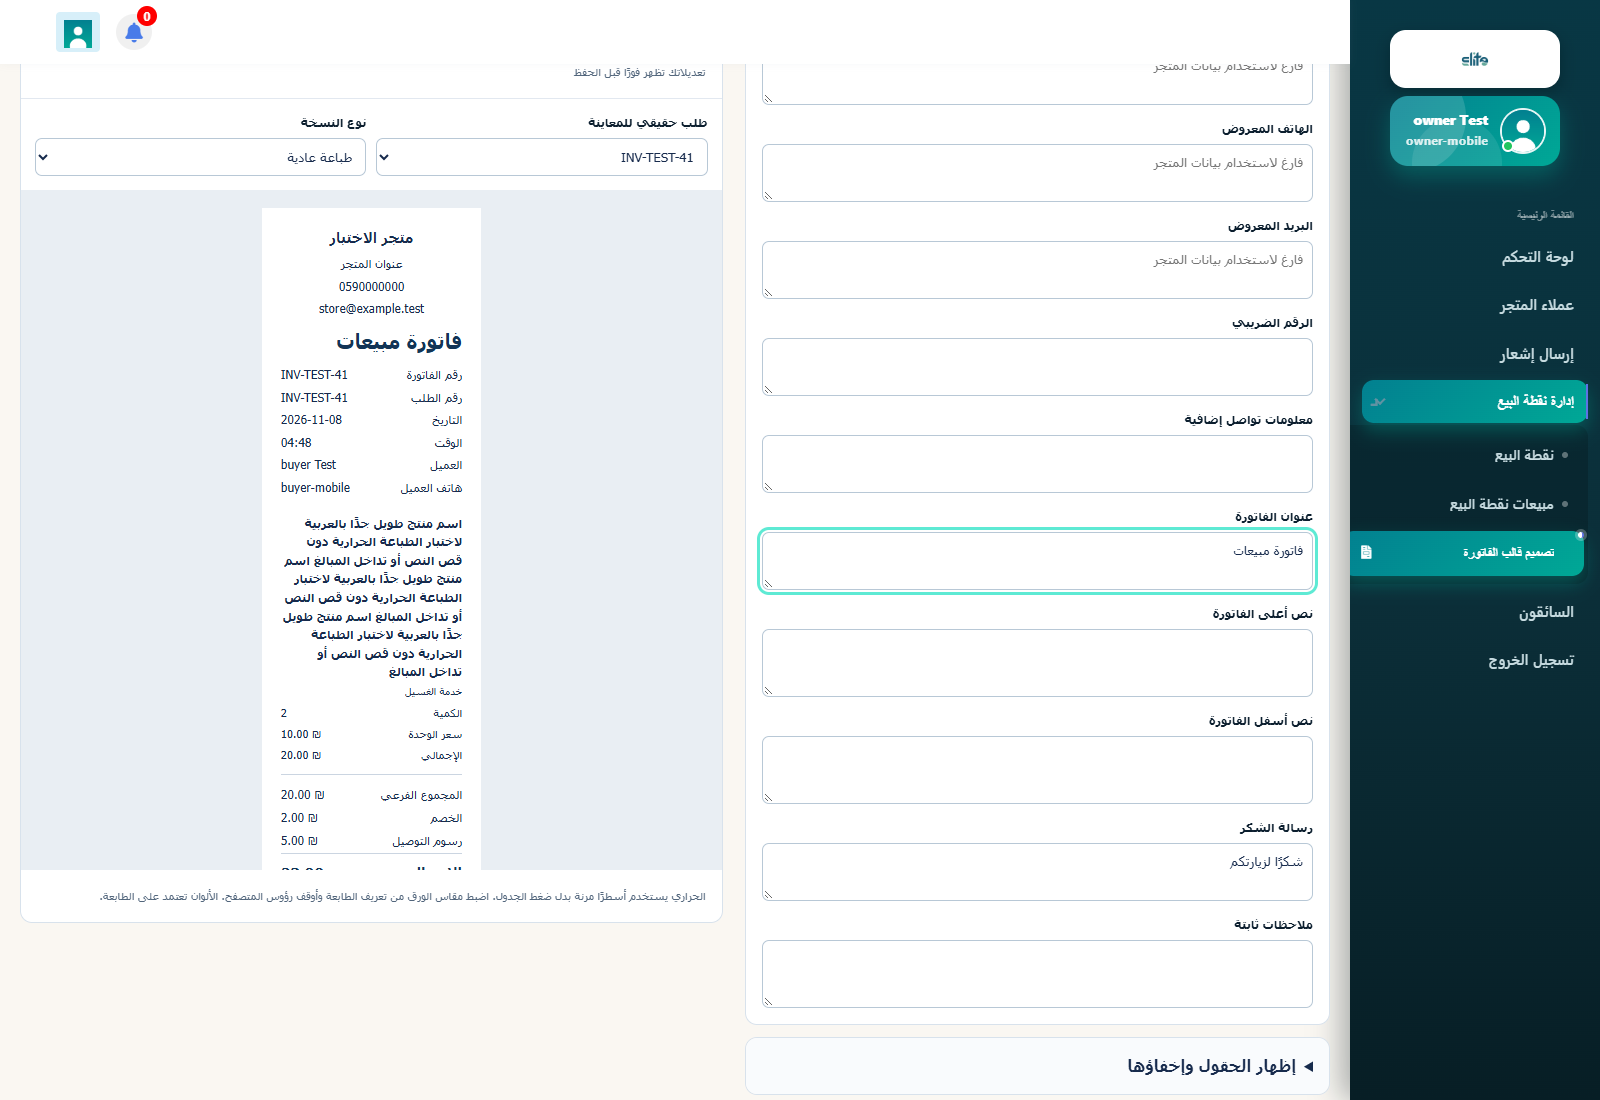 0
elite
owner Test
owner-mobile
القائمة الرئيسية
لوحة التحكم
عملاء المتجر
إرسال إشعار
إدارة نقطة البيع
نقطة البيع
مبيعات نقطة البيع
تصميم قالب الفاتورة
السائقون
تسجيل الخروج
فارغ لاستخدام بيانات المتجر
الهاتف المعروض
فارغ لاستخدام بيانات المتجر
البريد المعروض
فارغ لاستخدام بيانات المتجر
الرقم الضريبي
معلومات تواصل إضافية
عنوان الفاتورة
فاتورة مبيعات
نص أعلى الفاتورة
نص أسفل الفاتورة
رسالة الشكر
شكرًا لزيارتكم
ملاحظات ثابتة
إظهار الحقول وإخفاؤها
تعديلاتك تظهر فورًا قبل الحفظ
طلب حقيقي للمعاينة
INV-TEST-41
نوع النسخة
طباعة عادية
متجر الاختبار
عنوان المتجر
0590000000
store@example.test
فاتورة مبيعات
رقم الفاتورة INV-TEST-41
رقم الطلب INV-TEST-41
التاريخ 2026-11-08
الوقت 04:48
العميل buyer Test
هاتف العميل buyer-mobile
اسم منتج طويل جدًا بالعربية
لاختبار الطباعة الحرارية دون
قص النص أو تداخل المبالغ اسم
منتج طويل جدًا بالعربية لاختبار
الطباعة الحرارية دون قص النص
أو تداخل المبالغ اسم منتج طويل
جدًا بالعربية لاختبار الطباعة
الحرارية دون قص النص أو
تداخل المبالغ
خدمة الغسيل
الكمية 2
سعر الوحدة 10.00 ₪
الإجمالي 20.00 ₪
المجموع الفرعي 20.00 ₪
الخصم 2.00 ₪
رسوم التوصيل 5.00 ₪
الحراري يستخدم أسطرًا مرنة بدل ضغط الجدول. اضبط مقاس الورق من تعريف الطابعة وأوقف رؤوس المتصفح. الألوان تعتمد على الطابعة.